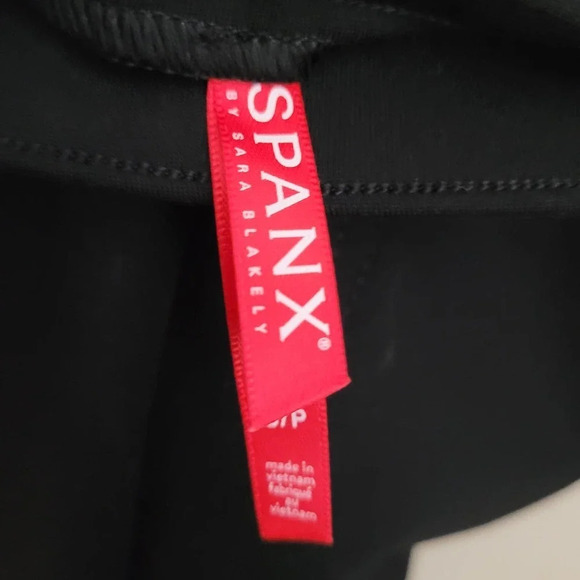 SPANX®
BY SARA BLAKELY
/P
made in
vietnam
fabriqué
au
vietnam